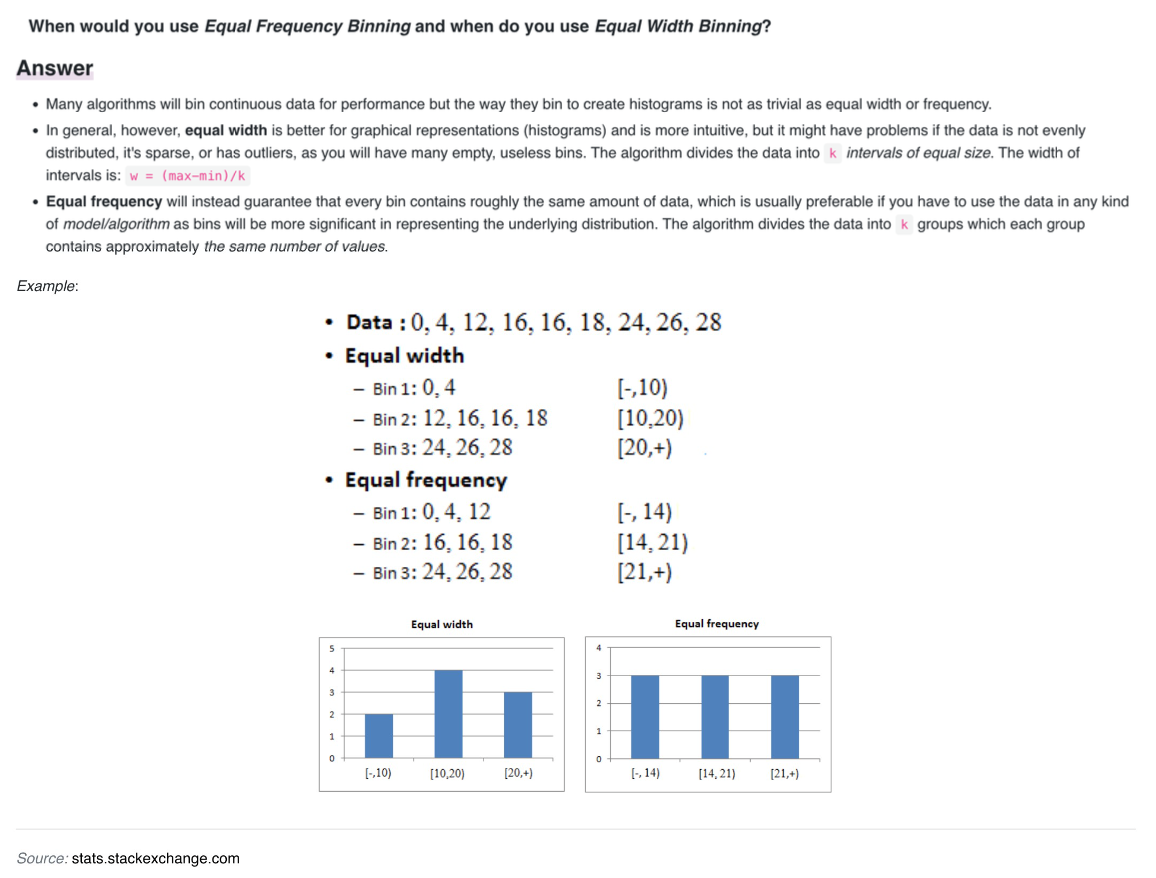 When would you use Equal Frequency Binning and when do you use Equal Width Binning?
Answer
• Many algorithms will bin continuous data for performance but the way they bin to create histograms is not as trivial as equal width or frequency.
• In general, however, equal width is better for graphical representations (histograms) and is more intuitive, but it might have problems if the data is not evenly
distributed, it's sparse, or has outliers, as you will have many empty, useless bins. The algorithm divides the data into k intervals of equal size. The width of
intervals is: w = (max-min)/k
• Equal frequency will instead guarantee that every bin contains roughly the same amount of data, which is usually preferable if you have to use the data in any kind
of model/algorithm as bins will be more significant in representing the underlying distribution. The algorithm divides the data into k groups which each group
contains approximately the same number of values.
Example:
• Data : 0, 4, 12, 16, 16, 18, 24, 26, 28
• Equal width
– Bin 1: 0, 4 [-,10)
– Bin 2: 12, 16, 16, 18 [10,20)
– Bin 3: 24, 26, 28 [20,+)
• Equal frequency
– Bin 1: 0, 4, 12 [-, 14)
– Bin 2: 16, 16, 18 [14, 21)
– Bin 3: 24, 26, 28 [21,+)
Equal width
5
4
3
2
1
0
[-,10) [10,20) [20,+)
Equal frequency
4
3
2
1
0
[-, 14) [14, 21) [21,+)
Source: stats.stackexchange.com